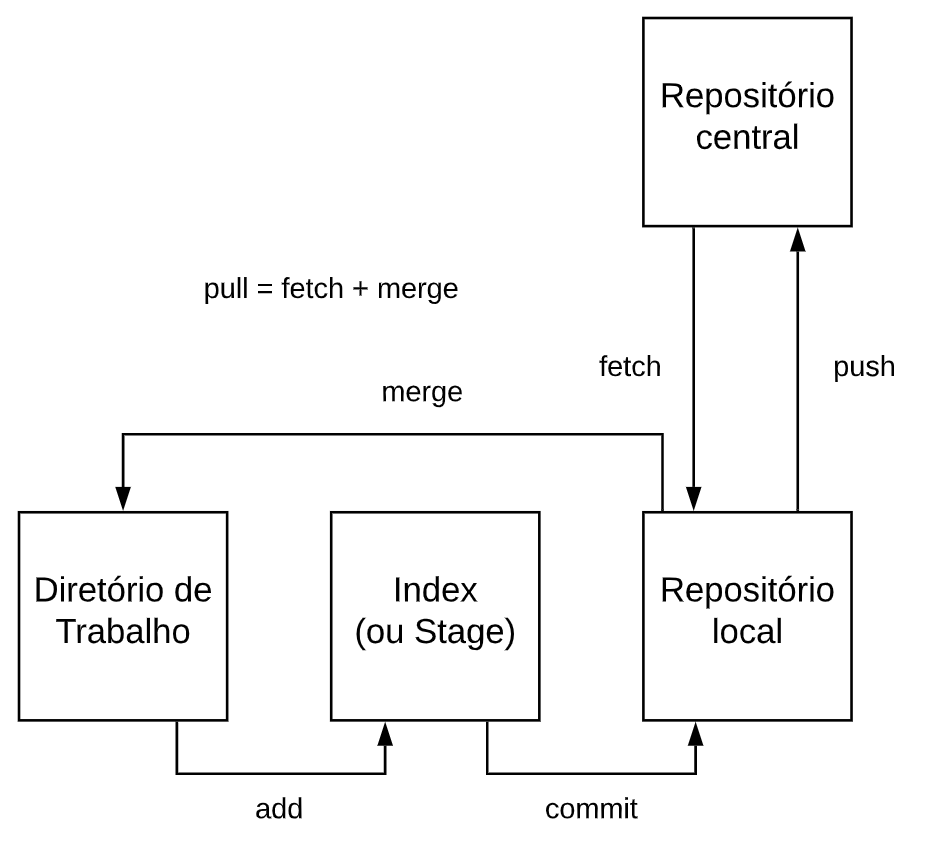 Repositório
central
pull = fetch + merge
fetch
push
merge
Diretório de
Trabalho
Index
(ou Stage)
Repositório
local
add
commit